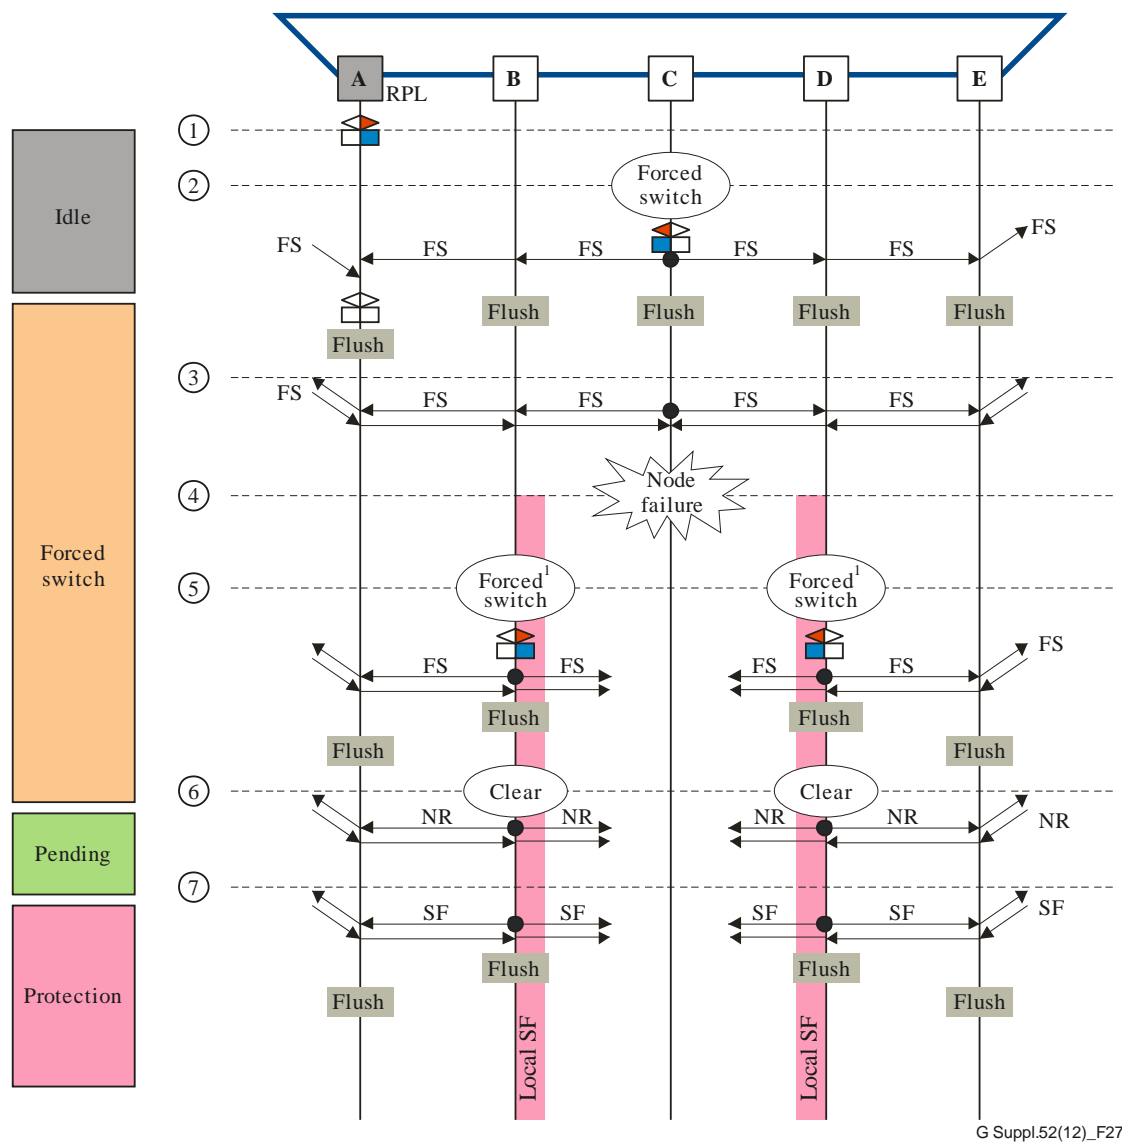 A
B
C
D
E
RPL
1
2
Forced
switch
Idle
FS
FS
FS
FS
FS
FS
Flush
Flush
Flush
Flush
Flush
3
FS
FS
FS
FS
FS
4
Node
failure
Forced
switch
5
Forced1
switch
Forced1
switch
FS
FS
FS
FS
FS
Flush
Flush
Flush
Flush
6
Clear
Clear
NR
NR
NR
NR
NR
Pending
7
SF
SF
SF
SF
SF
Flush
Flush
Protection
Flush
Flush
Local SF
Local SF
G Suppl.52(12)_F27